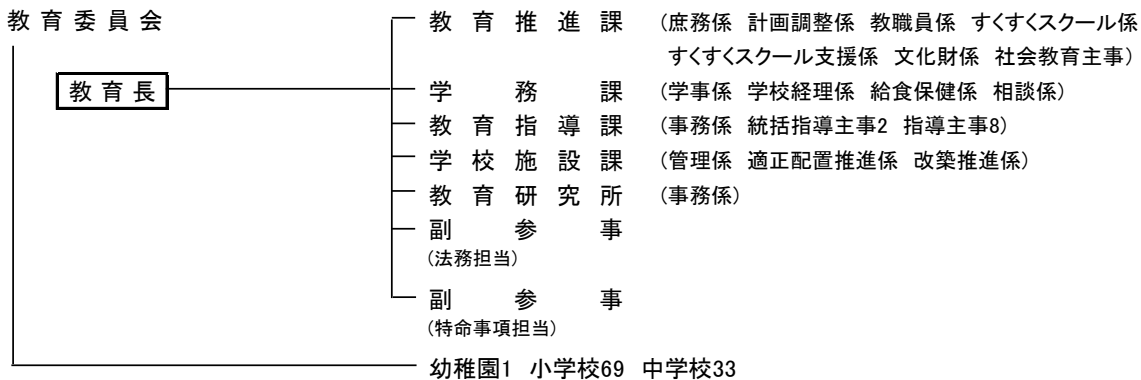 教育委員会
教育推進課 (庶務係 計画調整係 教職員係 すくすくスクール係
すくすくスクール支援係 文化財係 社会教育主事)
教育長
学務課 (学事係 学校経理係 給食保健係 相談係)
教育指導課 (事務係 統括指導主事2 指導主事8)
学校施設課 (管理係 適正配置推進係 改築推進係)
教育研究所 (事務係)
副参事
(法務担当)
副参事
(特命事項担当)
幼稚園1 小学校69 中学校33